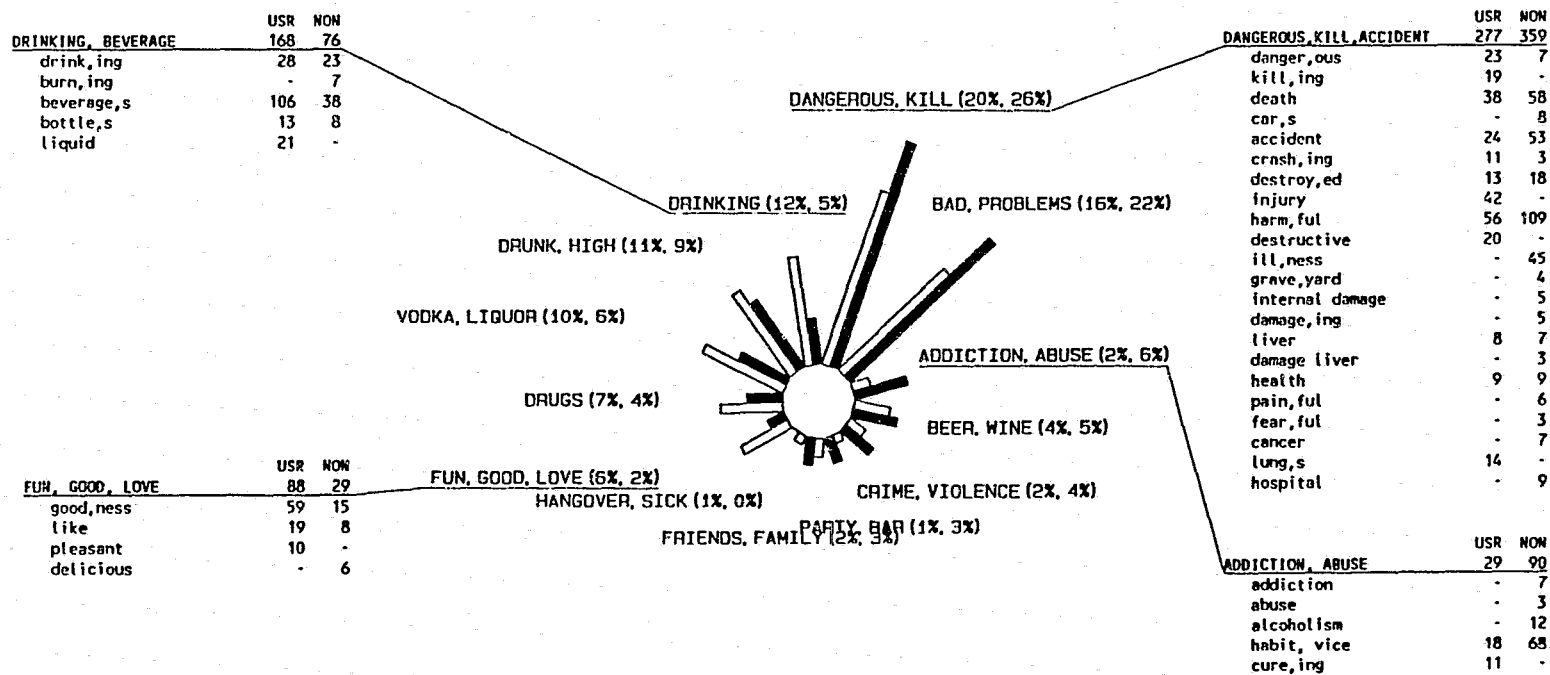 USR NON
DRINKING, BEVERAGE 168 76
drink,ing 28 23
burn,ing - 7
beverage,s 106 38
bottle,s 13 8
liquid 21 -
USR NON
DANGEROUS,KILL,ACCIDENT 277 359
danger,ous 23 7
kill,ing 19 -
death 38 58
car,s - 8
accident 24 53
crash,ing 11 3
destroy,ed 13 18
injury 42 -
harm,ful 56 109
destructive 20 -
ill,ness - 45
grave,yard - 4
internal damage - 5
damage,ing - 5
liver 8 7
damage liver - 3
health 9 9
pain,ful - 6
fear,ful - 3
cancer - 7
lung,s 14 -
hospital - 9
DANGEROUS, KILL (20%, 26%)
DRINKING (12%, 5%)
BAD, PROBLEMS (16%, 22%)
DRUNK, HIGH (11%, 9%)
VODKA, LIQUOR (10%, 6%)
ADDICTION, ABUSE (2%, 6%)
DRUGS (7%, 4%)
BEER, WINE (4%, 5%)
FUN, GOOD, LOVE (6%, 2%)
HANGOVER, SICK (1%, 0%)
CRIME, VIOLENCE (2%, 4%)
PARTY, BAR (1%, 3%)
FRIENDS, FAMILY (2%, 3%)
USR NON
FUN, GOOD, LOVE 88 29
good,ness 59 15
like 19 8
pleasant 10 -
delicious - 6
USR NON
ADDICTION, ABUSE 29 90
addiction - 7
abuse - 3
alcoholism - 12
habit, vice 18 68
cure,ing 11 -